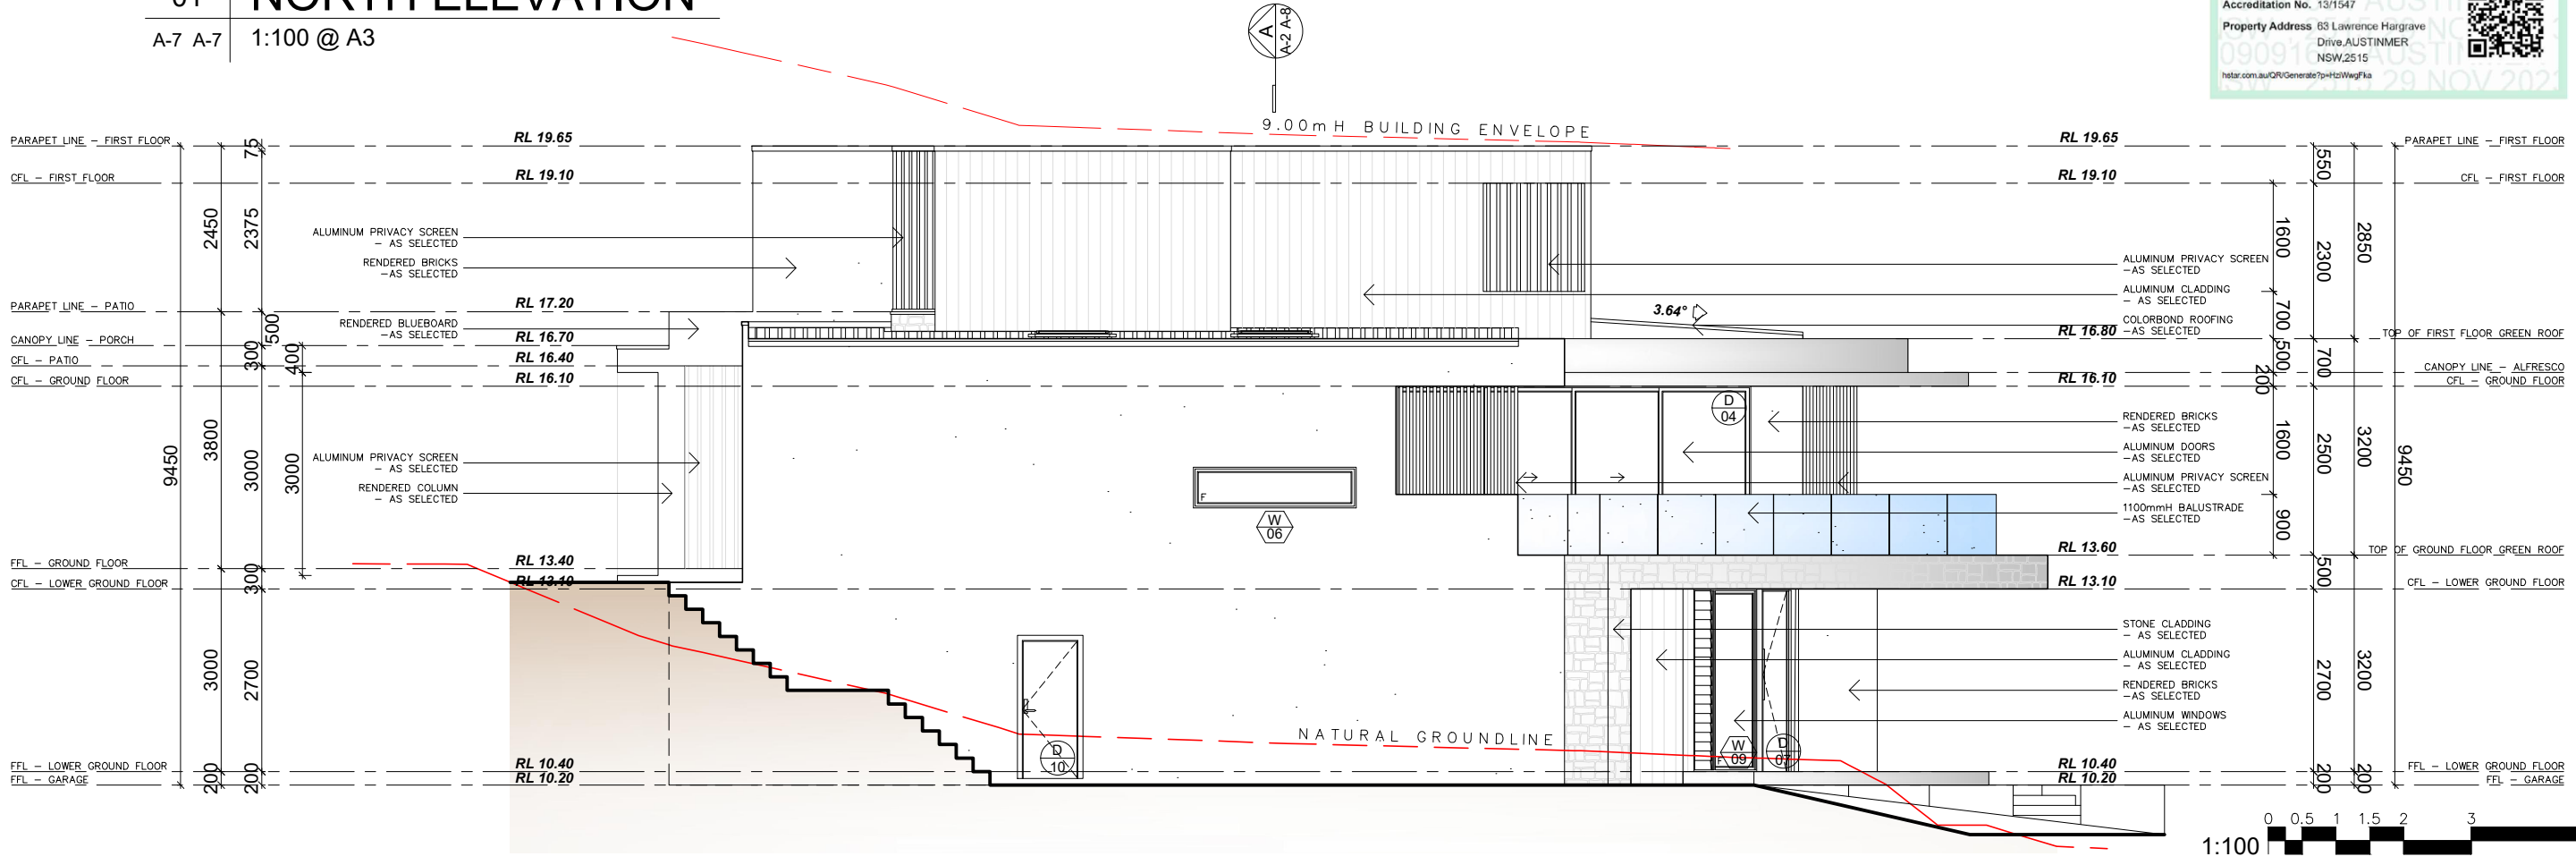 01 NORTH ELEVATION
A-7 A-7 1:100 @ A3
A
A-2 A-8
Accreditation No. 13/1547
Property Address 63 Lawrence Hargrave
Drive,AUSTINMER
NSW,2515
hstar.com.au/QR/Generate?p=HziWwgFka
9.00mH BUILDING ENVELOPE
PARAPET LINE – FIRST FLOOR
CFL – FIRST FLOOR
PARAPET LINE – PATIO
CANOPY LINE – PORCH
CFL – PATIO
CFL – GROUND FLOOR
FFL – GROUND FLOOR
CFL – LOWER GROUND FLOOR
FFL – LOWER GROUND FLOOR
FFL – GARAGE
9450
2450
3800
3000
200
75
2375
500
300
3000
300
2700
200
400
3000
RL 19.65
RL 19.10
RL 17.20
RL 16.70
RL 16.40
RL 16.10
RL 13.40
RL 13.10
RL 10.40
RL 10.20
ALUMINUM PRIVACY SCREEN
– AS SELECTED
RENDERED BRICKS
–AS SELECTED
RENDERED BLUEBOARD
–AS SELECTED
ALUMINUM PRIVACY SCREEN
– AS SELECTED
RENDERED COLUMN
– AS SELECTED
F
W
06
D
10
NATURAL GROUNDLINE
3.64°
D
04
F
W
09
D
07
RL 19.65
RL 19.10
RL 16.80
RL 16.10
RL 13.60
RL 13.10
RL 10.40
RL 10.20
ALUMINUM PRIVACY SCREEN
–AS SELECTED
ALUMINUM CLADDING
– AS SELECTED
COLORBOND ROOFING
–AS SELECTED
RENDERED BRICKS
–AS SELECTED
ALUMINUM DOORS
–AS SELECTED
ALUMINUM PRIVACY SCREEN
–AS SELECTED
1100mmH BALUSTRADE
–AS SELECTED
STONE CLADDING
– AS SELECTED
ALUMINUM CLADDING
– AS SELECTED
RENDERED BRICKS
–AS SELECTED
ALUMINUM WINDOWS
– AS SELECTED
1600
700
500
200
1600
900
550
2300
700
2500
500
2700
200
2850
3200
3200
200
9450
PARAPET LINE – FIRST FLOOR
CFL – FIRST FLOOR
TOP OF FIRST FLOOR GREEN ROOF
CANOPY LINE – ALFRESCO
CFL – GROUND FLOOR
TOP OF GROUND FLOOR GREEN ROOF
CFL – LOWER GROUND FLOOR
FFL – LOWER GROUND FLOOR
FFL – GARAGE
0 0.5 1 1.5 2 3
1:100